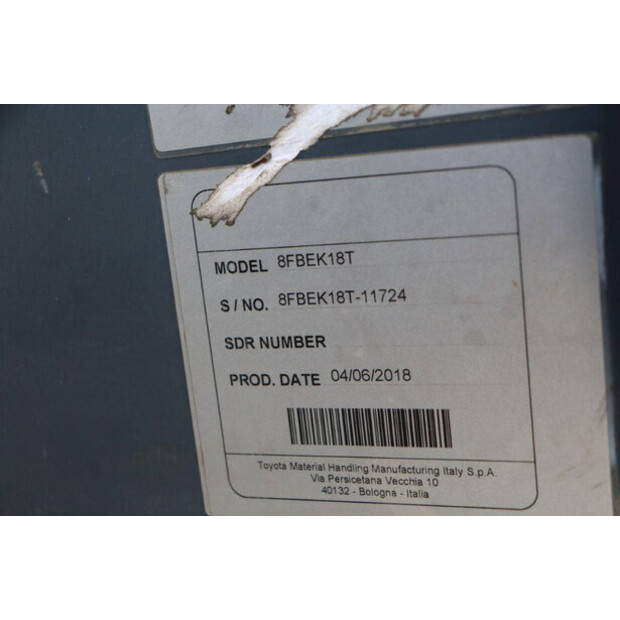 MODEL 8FBEK18T
S / NO. 8FBEK18T-11724
SDR NUMBER
PROD. DATE 04/06/2018
Toyota Material Handling Manufacturing Italy S.p.A.
Via Persicetana Vecchia 10
40132 - Bologna - Italia